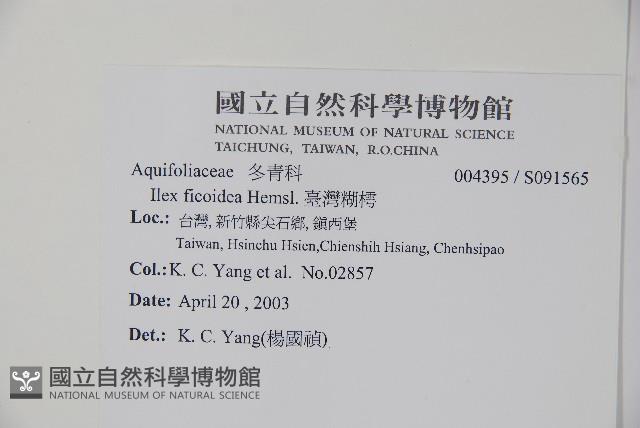 國立自然科學博物館
NATIONAL MUSEUM OF NATURAL SCIENCE
TAICHUNG, TAIWAN, R.O.CHINA
Aquifoliaceae 冬青科 004395 / S091565
Ilex ficoidea Hemsl. 臺灣糊樗
Loc.: 台灣, 新竹縣尖石鄉, 鎮西堡
Taiwan, Hsinchu Hsien,Chienshih Hsiang, Chenhsipao
Col.: K. C. Yang et al. No.02857
Date: April 20 , 2003
Det.: K. C. Yang(楊國禎)
國立自然科學博物館
NATIONAL MUSEUM OF NATURAL SCIENCE